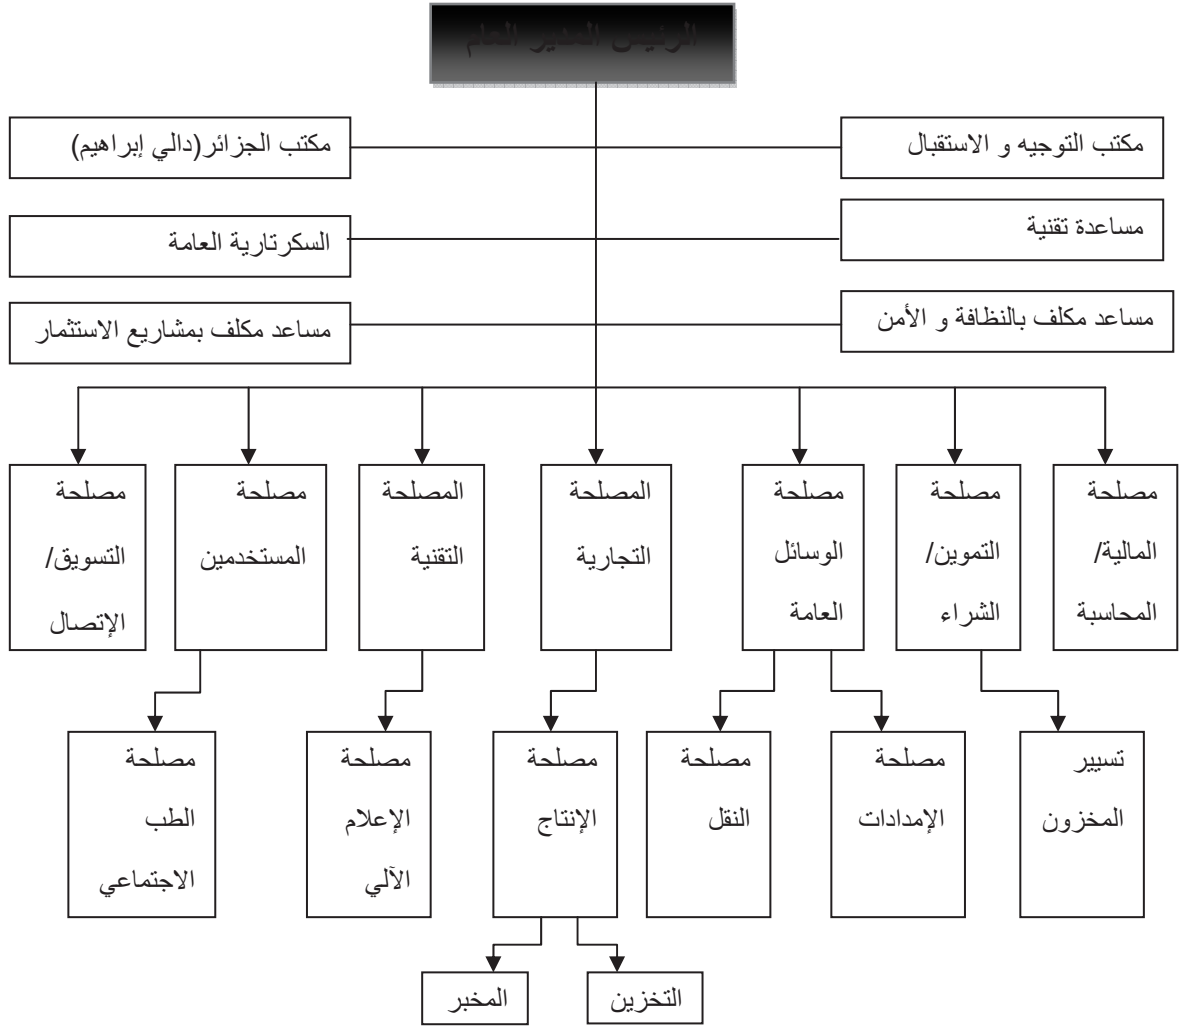 الرئيس المدير العام
مكتب التوجيه و الاستقبال
مكتب الجزائر(دالي إبراهيم)
مساعدة تقنية
السكرتارية العامة
مساعد مكلف بالنظافة و الأمن
مساعد مكلف بمشاريع الاستثمار
مصلحة
المالية/
المحاسبة
مصلحة
التموين/
الشراء
مصلحة
الوسائل
العامة
المصلحة
التجارية
المصلحة
التقنية
مصلحة
المستخدمين
مصلحة
التسويق/
الإتصال
تسيير
المخزون
مصلحة
الإمدادات
مصلحة
النقل
مصلحة
الإنتاج
مصلحة
الإعلام
الآلي
مصلحة
الطب
الاجتماعي
التخزين
المخبر